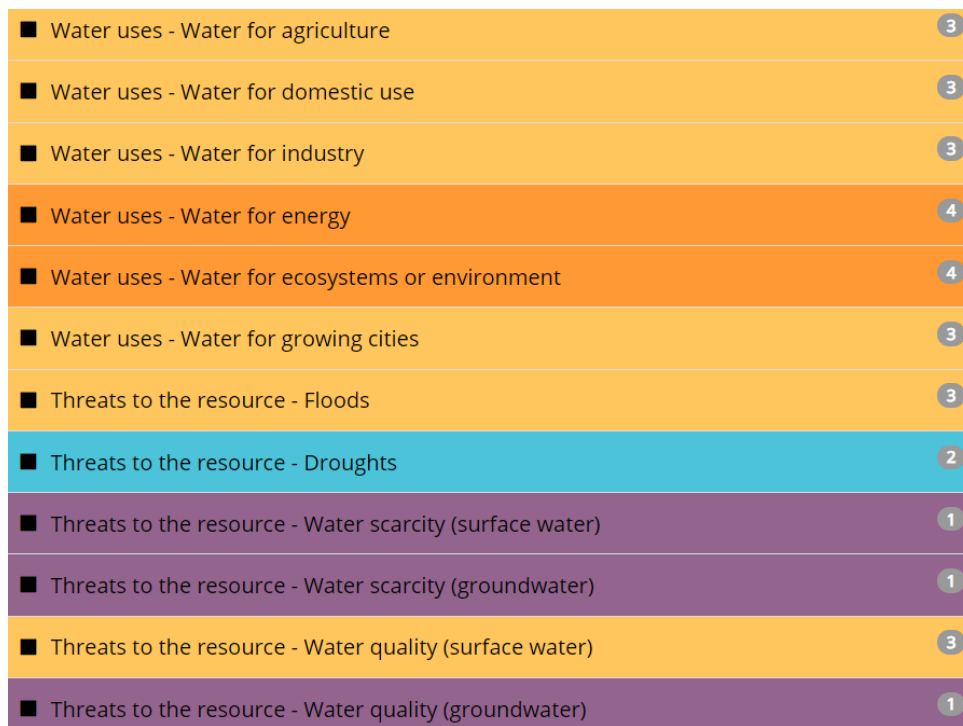 Water uses - Water for agriculture 3
Water uses - Water for domestic use 3
Water uses - Water for industry 3
Water uses - Water for energy 4
Water uses - Water for ecosystems or environment 4
Water uses - Water for growing cities 3
Threats to the resource - Floods 3
Threats to the resource - Droughts 2
Threats to the resource - Water scarcity (surface water) 1
Threats to the resource - Water scarcity (groundwater) 1
Threats to the resource - Water quality (surface water) 3
Threats to the resource - Water quality (groundwater) 1